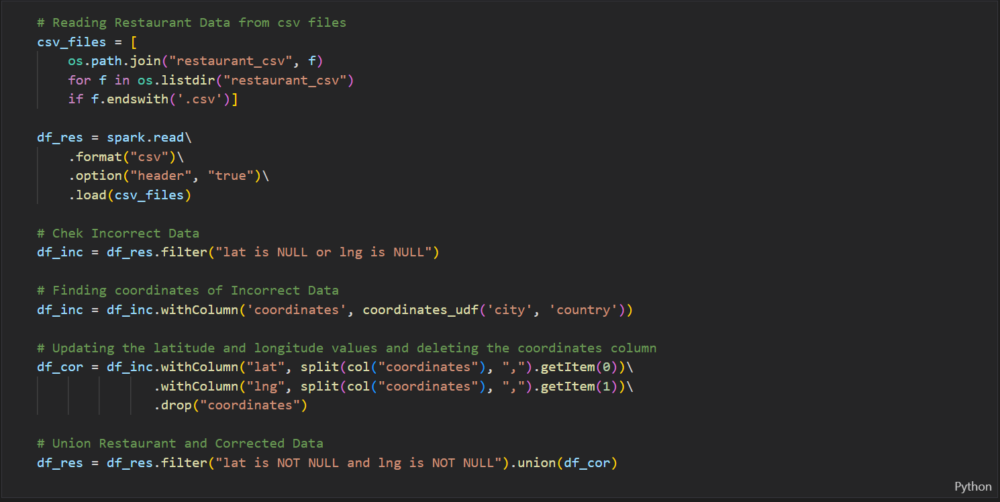 # Reading Restaurant Data from csv files
csv_files = [
    os.path.join("restaurant_csv", f)
    for f in os.listdir("restaurant_csv")
    if f.endswith('.csv')]
df_res = spark.read\
    .format("csv")\
    .option("header", "true")\
    .load(csv_files)
# Chek Incorrect Data
df_inc = df_res.filter("lat is NULL or lng is NULL")
# Finding coordinates of Incorrect Data
df_inc = df_inc.withColumn('coordinates', coordinates_udf('city', 'country'))
# Updating the latitude and longitude values and deleting the coordinates column
df_cor = df_inc.withColumn("lat", split(col("coordinates"), ",").getItem(0))\
               .withColumn("lng", split(col("coordinates"), ",").getItem(1))\
               .drop("coordinates")
# Union Restaurant and Corrected Data
df_res = df_res.filter("lat is NOT NULL and lng is NOT NULL").union(df_cor)
Python